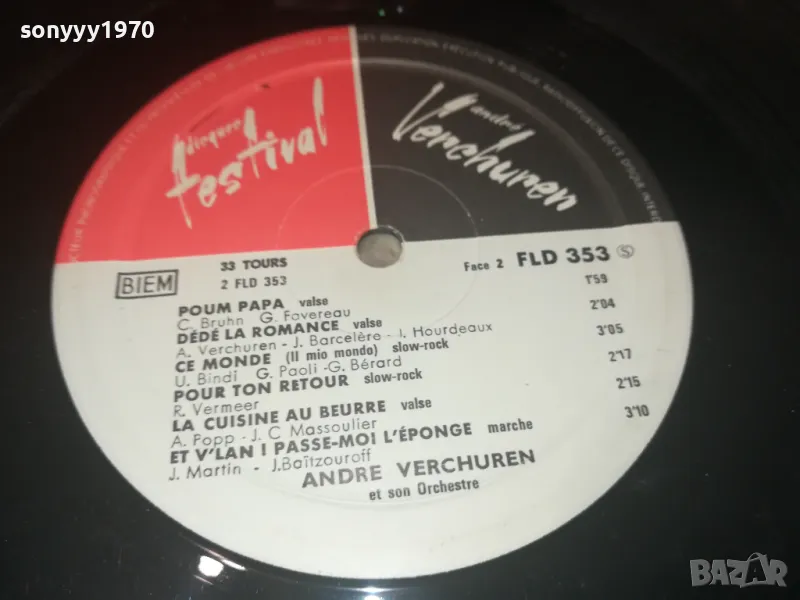 sonyyy1970
disques
Festival
andré
Verchuren
33 TOURS
2 FLD 353
BIEM
Face 2 FLD 353 S
POUM PAPA valse 1'59
C. Bruhn G. Favereau
DÉDÉ LA ROMANCE valse 2'04
A. Verchuren - J. Barcelère - J. Hourdeaux
CE MONDE (Il mio mondo) slow-rock 3'05
U. Bindi G. Paoli - G. Bérard
POUR TON RETOUR slow-rock 2'17
R. Vermeer
LA CUISINE AU BEURRE valse 2'15
A. Popp - J. C Massoulier
ET V'LAN ! PASSE-MOI L'ÉPONGE marche 3'10
J. Martin - J. Baïtzouroff
ANDRE VERCHUREN
et son Orchestre
BAZAR